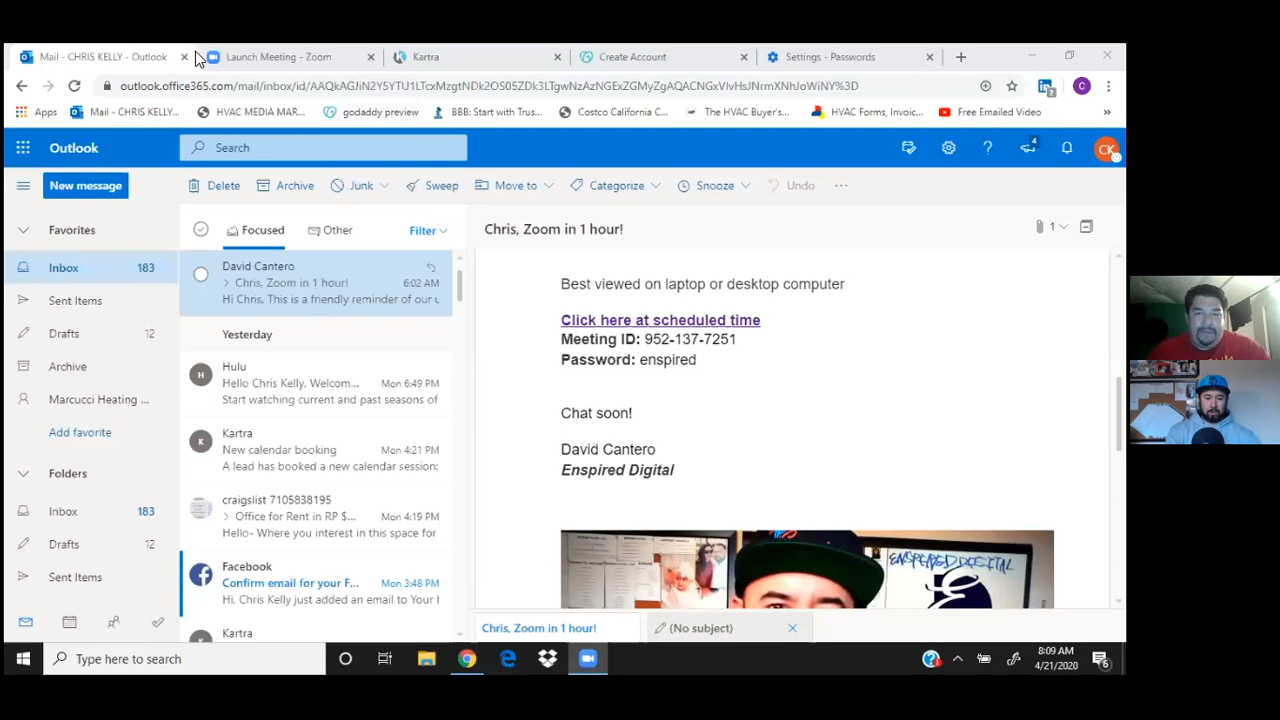 Mail - CHRIS KELLY - Outlook
Launch Meeting - Zoom
Kartra
Create Account
Settings - Passwords
outlook.office365.com/mail/inbox/id/AAQkAGJiN2Y5YTU1LTcxMzgtNDk2OS05ZDk3LTgwNzAzNGExZGMyZgAQACNGxVlvHsJNrmXNhJoWiNY%3D
Apps
Mail - CHRIS KELLY...
HVAC MEDIA MAR...
godaddy preview
BBB: Start with Trus...
Costco California C...
The HVAC Buyer's...
HVAC Forms, Invoic...
Free Emailed Video
Outlook
Search
4
CK
New message
Delete
Archive
Junk
Sweep
Move to
Categorize
Snooze
Undo
Favorites
Inbox 183
Sent Items
Drafts 12
Archive
Marcucci Heating ...
Add favorite
Folders
Inbox 183
Drafts 12
Sent Items
Focused
Other
Filter
David Cantero
Chris, Zoom in 1 hour! 6:02 AM
Hi Chris, This is a friendly reminder of our u
Yesterday
H
Hulu
Hello Chris Kelly, Welcom... Mon 6:49 PM
Start watching current and past seasons of
K
Kartra
New calendar booking Mon 4:21 PM
A lead has booked a new calendar session:
craigslist 7105838195
Office for Rent in RP $... Mon 4:19 PM
Hello- Where you interest in this space for
Facebook
Confirm email for your F... Mon 3:48 PM
Hi. Chris Kelly just added an email to Your F
Kartra
Chris, Zoom in 1 hour!
1
Best viewed on laptop or desktop computer
Click here at scheduled time
Meeting ID: 952-137-7251
Password: enspired
Chat soon!
David Cantero
Enspired Digital
ENSPIRED DIGITAL
Chris, Zoom in 1 hour!
(No subject)
Type here to search
8:09 AM
4/21/2020
6